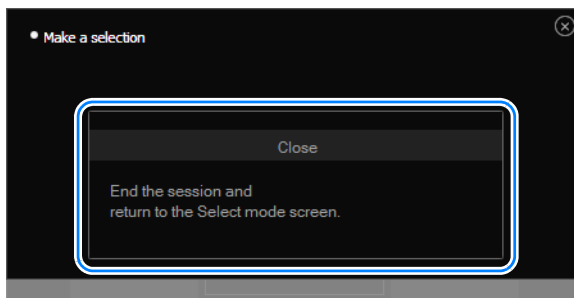 Make a selection
Close
End the session and
return to the Select mode screen.